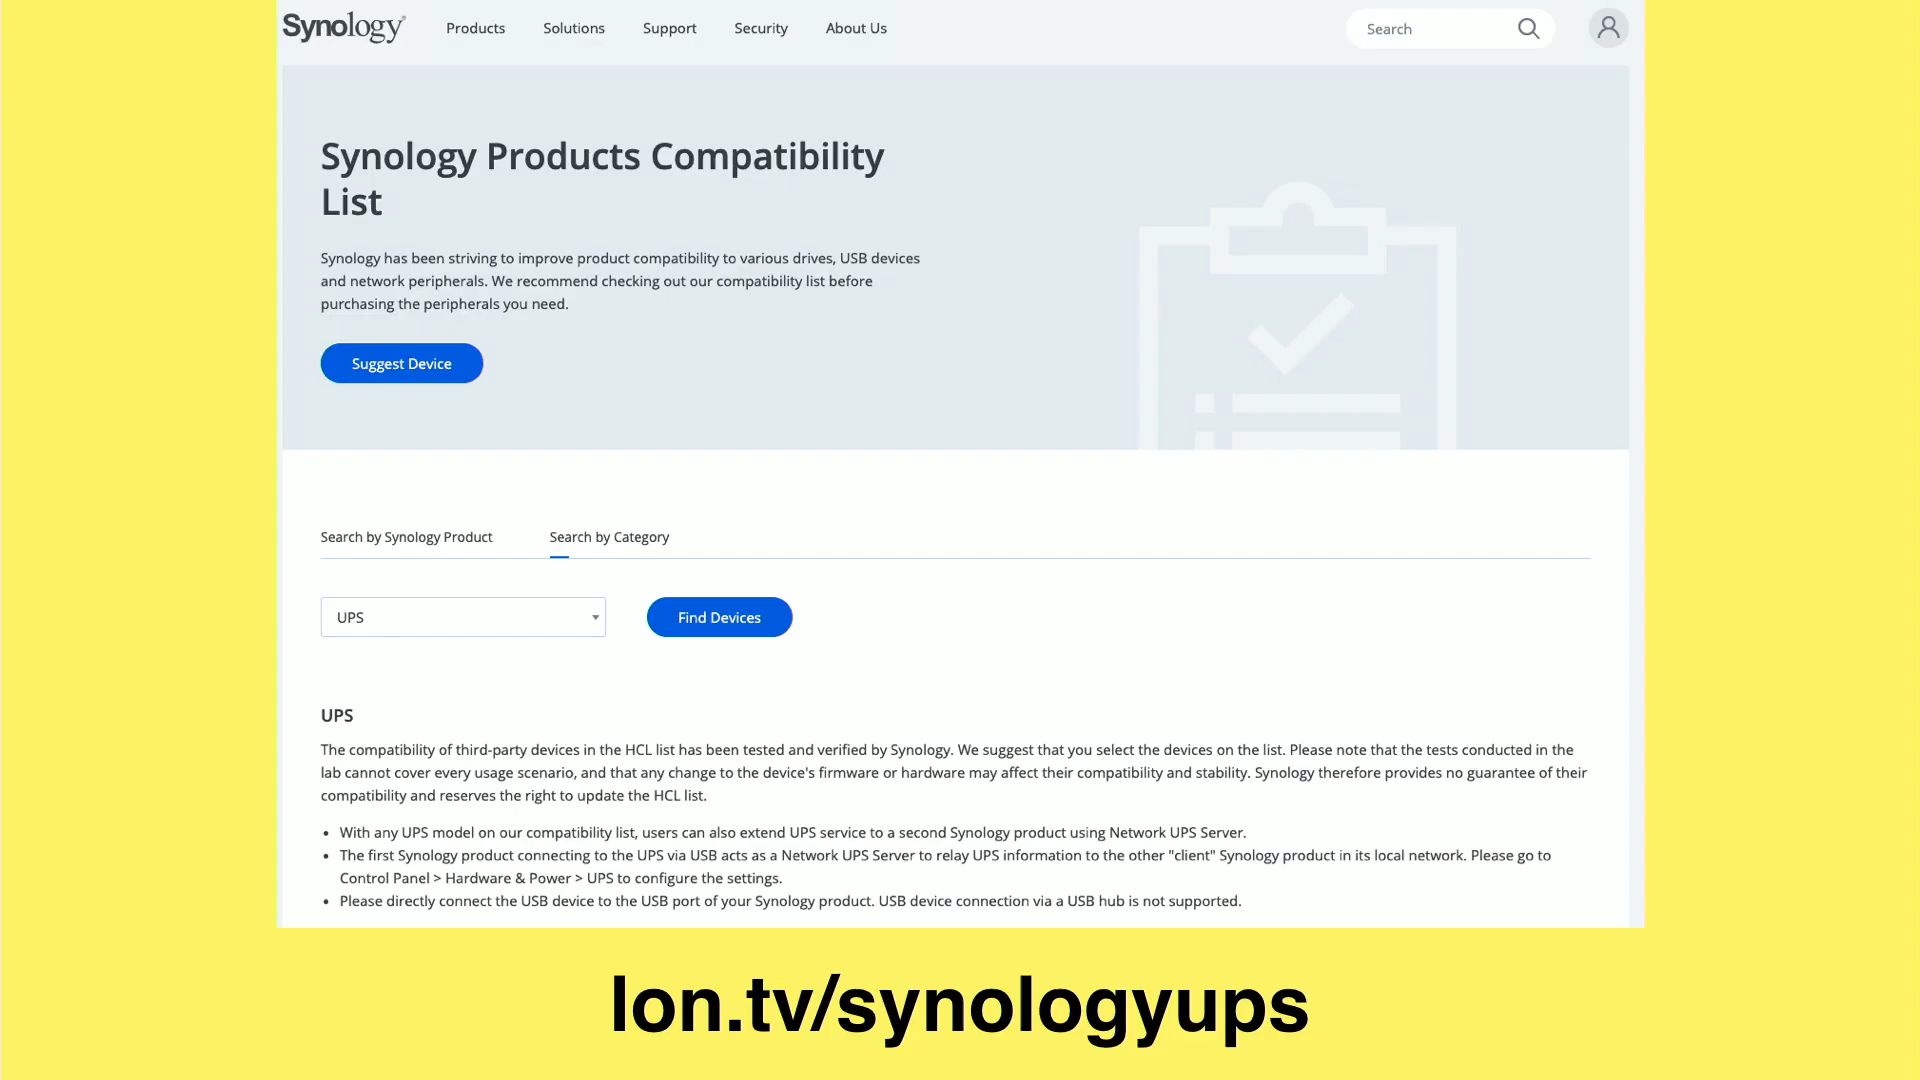 Synology
Products
Solutions
Support
Security
About Us
Search
Synology Products Compatibility
List
Synology has been striving to improve product compatibility to various drives, USB devices
and network peripherals. We recommend checking out our compatibility list before
purchasing the peripherals you need.
Suggest Device
Search by Synology Product
Search by Category
UPS
Find Devices
UPS
The compatibility of third-party devices in the HCL list has been tested and verified by Synology. We suggest that you select the devices on the list. Please note that the tests conducted in the
lab cannot cover every usage scenario, and that any change to the device's firmware or hardware may affect their compatibility and stability. Synology therefore provides no guarantee of their
compatibility and reserves the right to update the HCL list.
• With any UPS model on our compatibility list, users can also extend UPS service to a second Synology product using Network UPS Server.
• The first Synology product connecting to the UPS via USB acts as a Network UPS Server to relay UPS information to the other "client" Synology product in its local network. Please go to
Control Panel > Hardware & Power > UPS to configure the settings.
• Please directly connect the USB device to the USB port of your Synology product. USB device connection via a USB hub is not supported.
lon.tv/synologyups